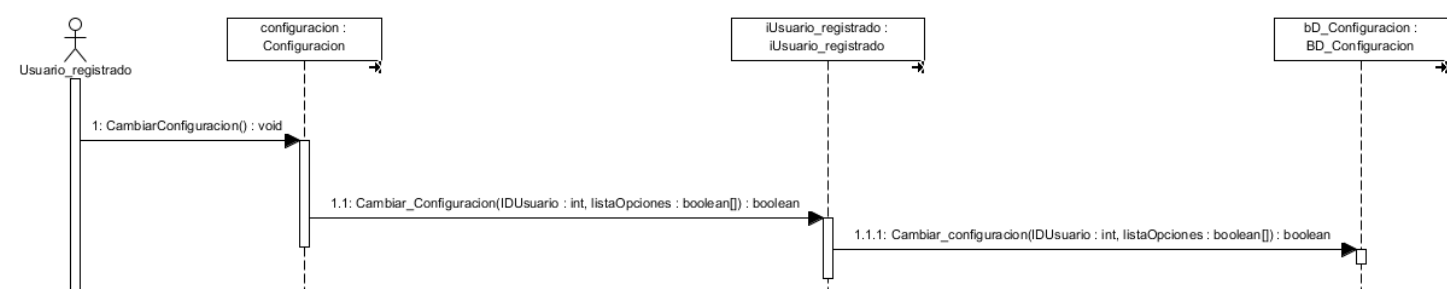 configuracion :
Configuracion
iUsuario_registrado :
iUsuario_registrado
bD_Configuracion :
BD_Configuracion
Usuario_registrado
1: CambiarConfiguracion() : void
1.1: Cambiar_Configuracion(IDUsuario : int, listaOpciones : boolean[]) : boolean
1.1.1: Cambiar_configuracion(IDUsuario : int, listaOpciones : boolean[]) : boolean